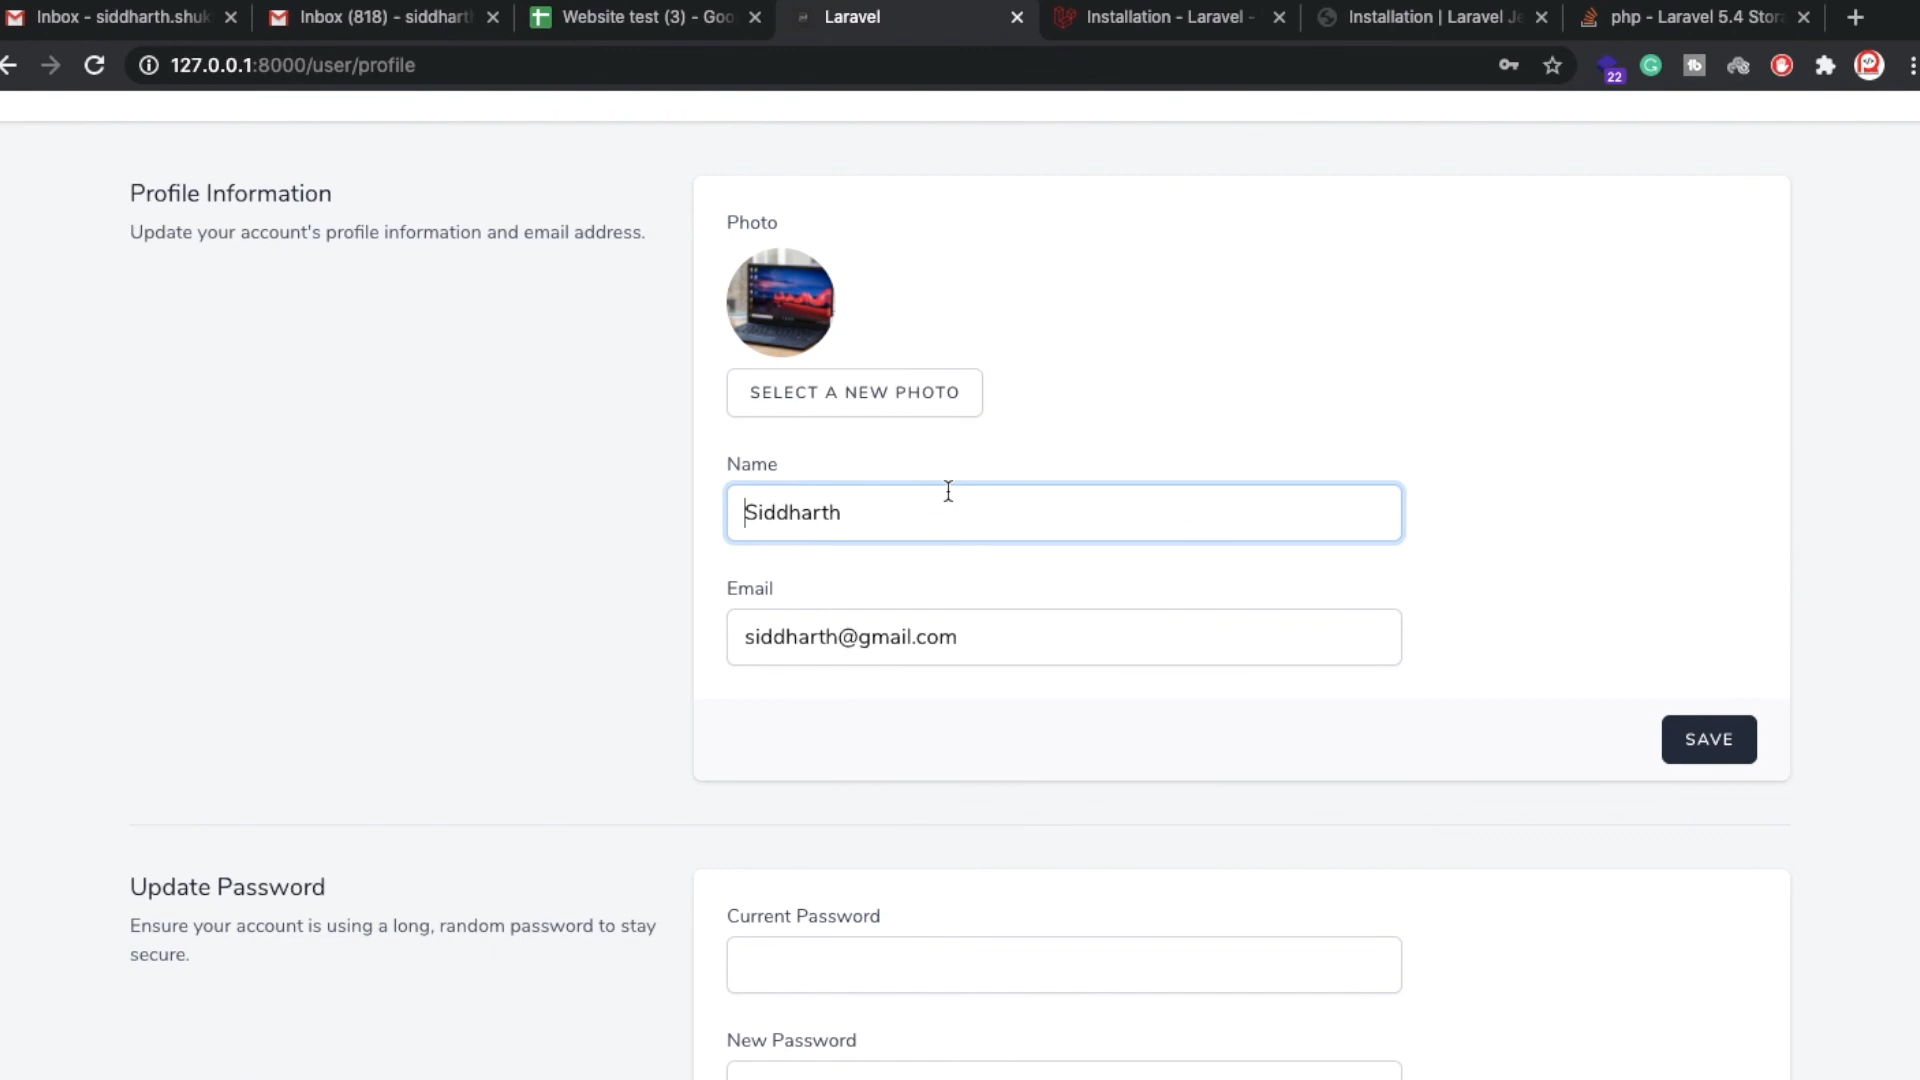 Inbox - siddharth.shuk
Inbox (818) - siddhart
Website test (3) - Goo
Laravel
Installation - Laravel -
Installation | Laravel Je
php - Laravel 5.4 Stor
127.0.0.1:8000/user/profile
22
Profile Information
Update your account's profile information and email address.
Photo
SELECT A NEW PHOTO
Name
Siddharth
Email
siddharth@gmail.com
SAVE
Update Password
Ensure your account is using a long, random password to stay
secure.
Current Password
New Password